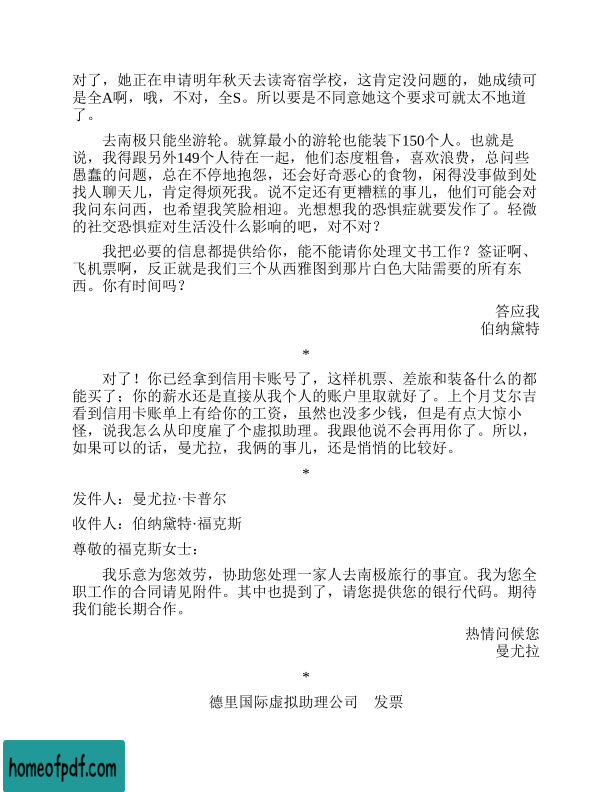 对了，她正在申请明年秋天去读寄宿学校，这肯定没问题的，她成绩可
是全A啊，哦，不对，全S。所以要是不同意她这个要求可就太不地道
了。
去南极只能坐游轮。就算最小的游轮也能装下150个人。也就是
说，我得跟另外149个人待在一起，他们态度粗鲁，喜欢浪费，总问些
愚蠢的问题，总在不停地抱怨，还会好奇恶心的食物，闲得没事做到处
找人聊天儿，肯定得烦死我。说不定还有更糟糕的事儿，他们可能会对
我问东问西，也希望我笑脸相迎。光想想我的恐惧症就要发作了。轻微
的社交恐惧症对生活没什么影响的吧，对不对？
我把必要的信息都提供给你，能不能请你处理文书工作？签证啊、
飞机票啊，反正就是我们三个从西雅图到那片白色大陆需要的所有东
西。你有时间吗？
答应我
伯纳黛特
*
对了！你已经拿到信用卡账号了，这样机票、差旅和装备什么的都
能买了；你的薪水还是直接从我个人的账户里取就好了。上个月艾尔吉
看到信用卡账单上有给你的工资，虽然也没多少钱，但是有点大惊小
怪，说我怎么从印度雇了个虚拟助理。我跟他说不会再用你了。所以，
如果可以的话，曼尤拉，我俩的事儿，还是悄悄的比较好。
*
发件人：曼尤拉·卡普尔
收件人：伯纳黛特·福克斯
尊敬的福克斯女士：
我乐意为您效劳，协助您处理一家人去南极旅行的事宜。我为您全
职工作的合同请见附件。其中也提到了，请您提供您的银行代码。期待
我们能长期合作。
热情问候您
曼尤拉
*
德里国际虚拟助理公司　发票
homeofpdf.com